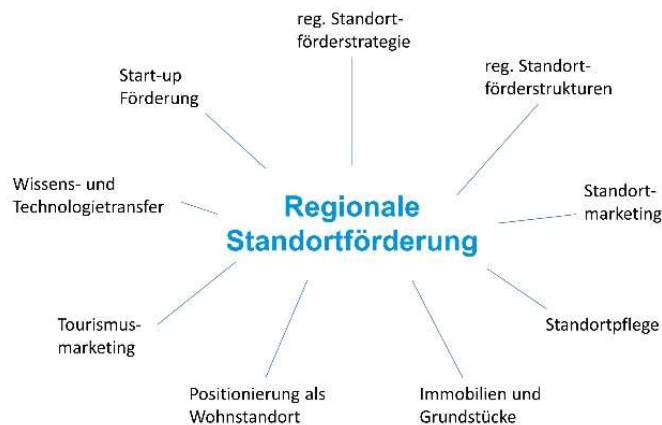 reg. Standort-
förderstrategie
Start-up
Förderung
reg. Standort-
förderstrukturen
Wissens- und
Technologietransfer
Regionale
Standortförderung
Standort-
marketing
Tourismus-
marketing
Standortpflege
Positionierung als
Wohnstandort
Immobilien und
Grundstücke